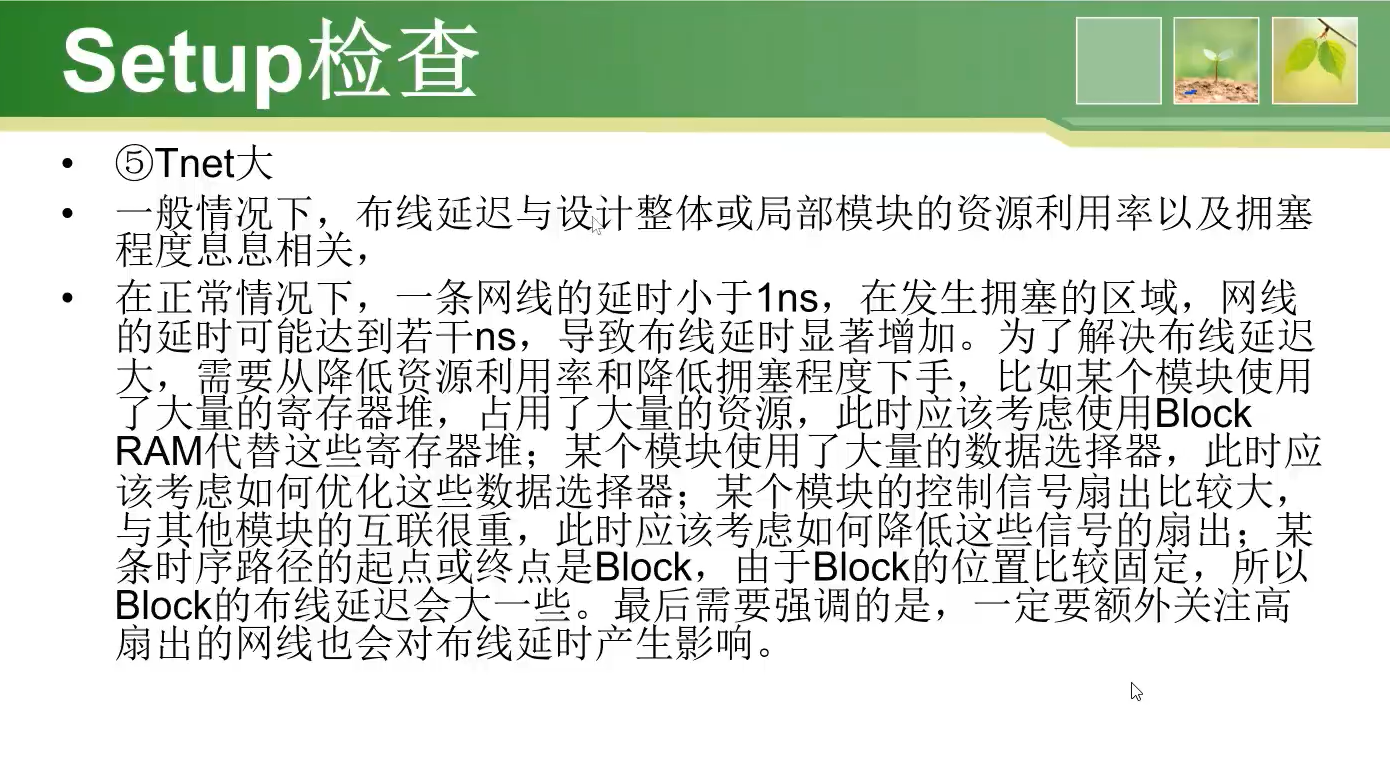 Setup检查
• ⑤Tnet大
• 一般情况下，布线延迟与设计整体或局部模块的资源利用率以及拥塞
程度息息相关，
• 在正常情况下，一条网线的延时小于1ns，在发生拥塞的区域，网线
的延时可能达到若干ns，导致布线延时显著增加。为了解决布线延迟
大，需要从降低资源利用率和降低拥塞程度下手，比如某个模块使用
了大量的寄存器堆，占用了大量的资源，此时应该考虑使用Block
RAM代替这些寄存器堆；某个模块使用了大量的数据选择器，此时应
该考虑如何优化这些数据选择器；某个模块的控制信号扇出比较大，
与其他模块的互联很重，此时应该考虑如何降低这些信号的扇出；某
条时序路径的起点或终点是Block，由于Block的位置比较固定，所以
Block的布线延迟会大一些。最后需要强调的是，一定要额外关注高
扇出的网线也会对布线延时产生影响。